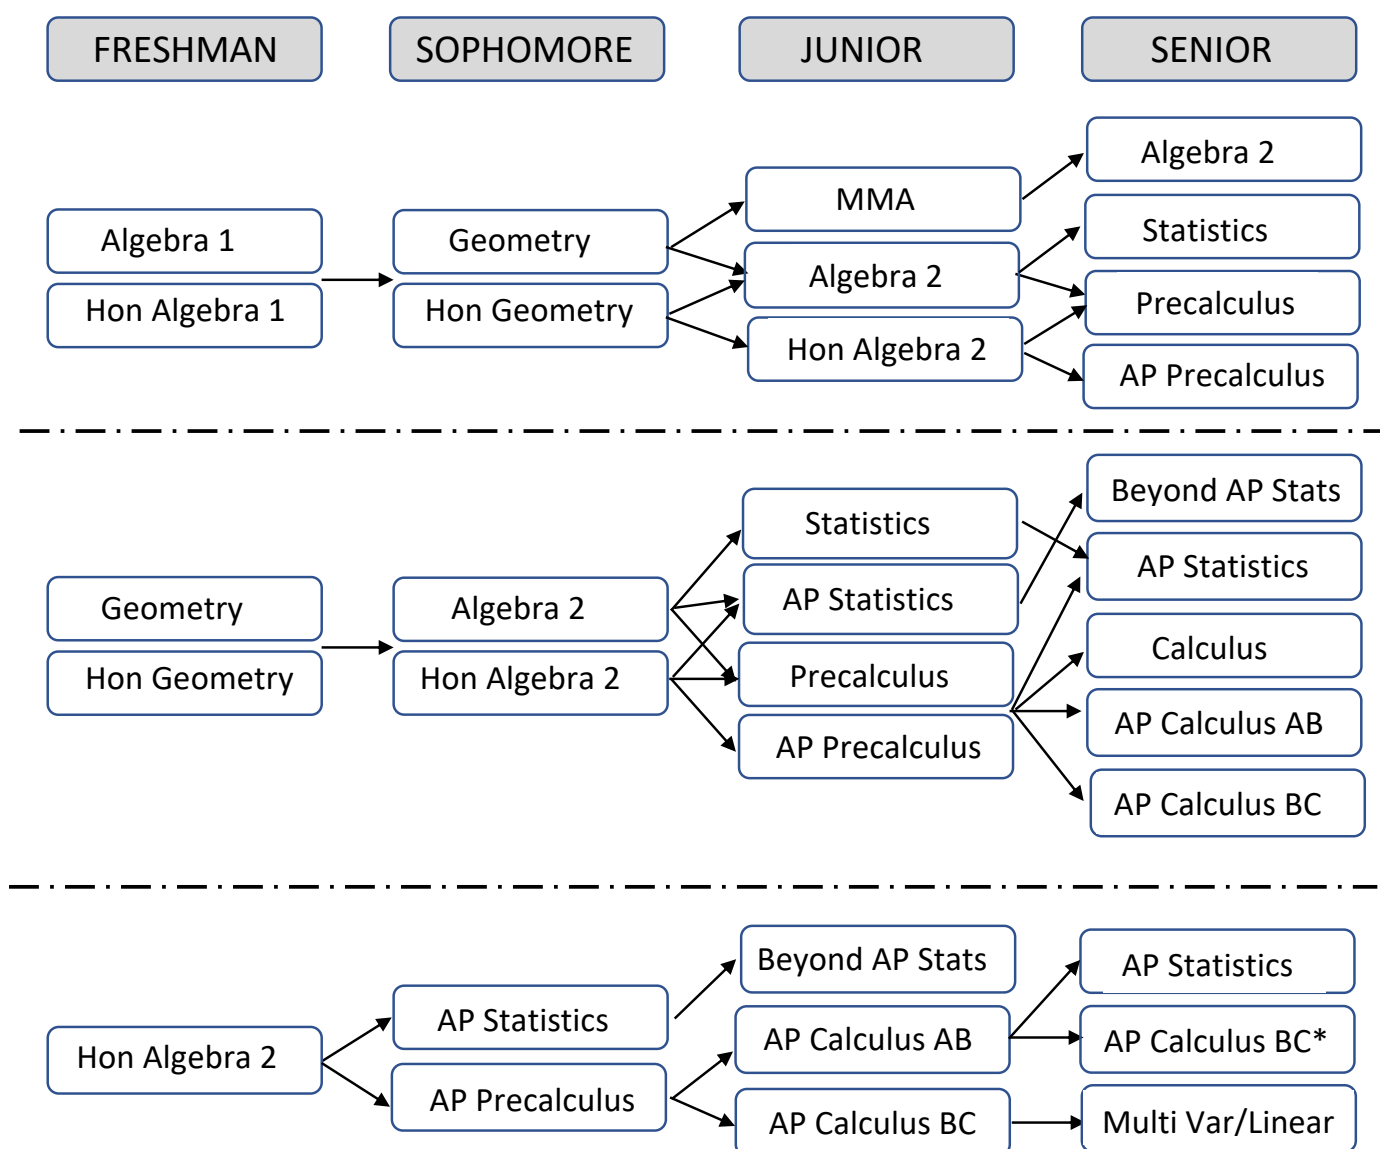 FRESHMAN
SOPHOMORE
JUNIOR
SENIOR
Algebra 1
Hon Algebra 1
Geometry
Hon Geometry
MMA
Algebra 2
Hon Algebra 2
Algebra 2
Statistics
Precalculus
AP Precalculus
Geometry
Hon Geometry
Algebra 2
Hon Algebra 2
Statistics
AP Statistics
Precalculus
AP Precalculus
Beyond AP Stats
AP Statistics
Calculus
AP Calculus AB
AP Calculus BC
Hon Algebra 2
AP Statistics
AP Precalculus
Beyond AP Stats
AP Calculus AB
AP Calculus BC
AP Statistics
AP Calculus BC*
Multi Var/Linear